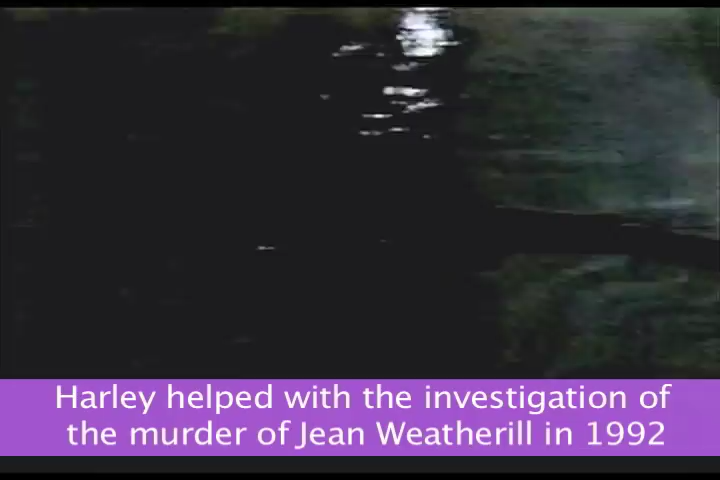 Harley helped with the investigation of
the murder of Jean Weatherill in 1992